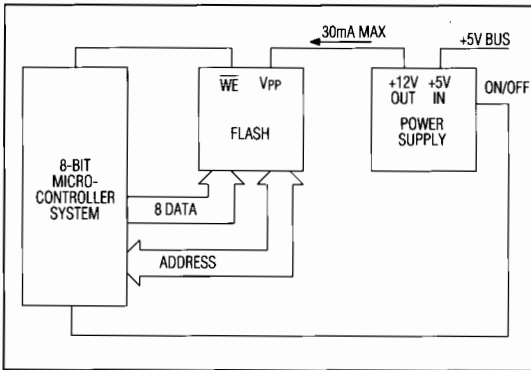 30mA MAX
+5V BUS
WE
VPP
FLASH
+12V
OUT
+5V
IN
POWER
SUPPLY
ON/OFF
8-BIT
MICRO-
CONTROLLER
SYSTEM
8 DATA
ADDRESS